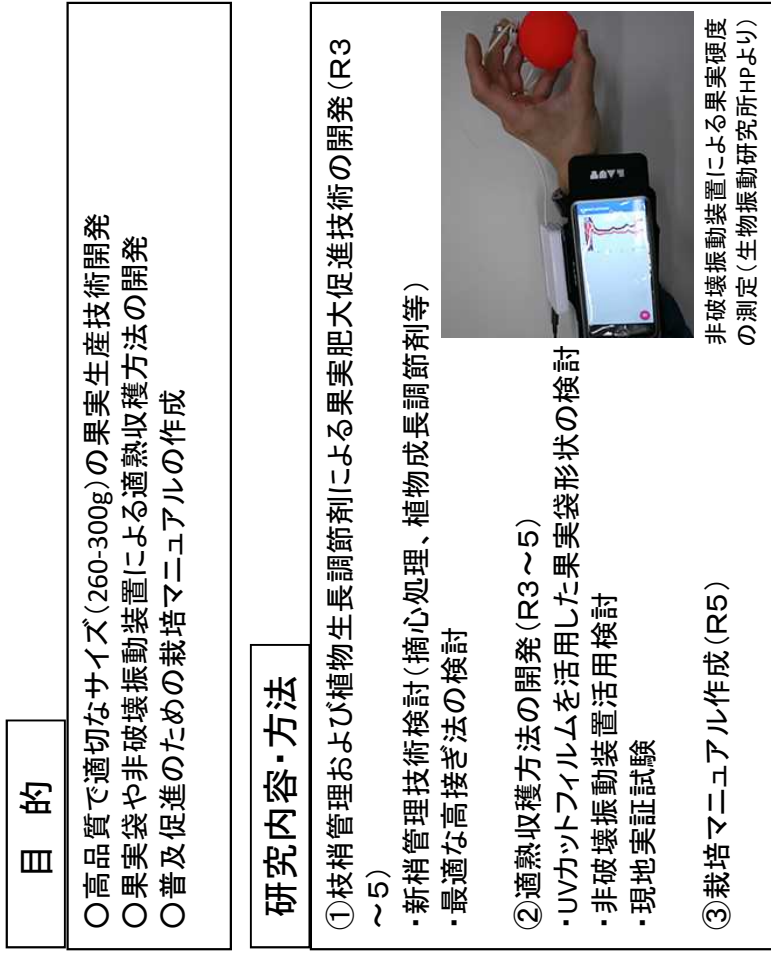 目　的
○高品質で適切なサイズ(260-300g)の果実生産技術開発
○果実袋や非破壊振動装置による適熟収穫方法の開発
○普及促進のための栽培マニュアルの作成
研究内容・方法
①枝梢管理および植物生長調節剤による果実肥大促進技術の開発(R3
～5)
・新梢管理技術検討(摘心処理、植物成長調節剤等)
・最適な高接ぎ法の検討
②適熟収穫方法の開発(R3～5)
・UVカットフィルムを活用した果実袋形状の検討
・非破壊振動装置活用検討
・現地実証試験
③栽培マニュアル作成(R5)
非破壊振動装置による果実硬度
の測定(生物振動研究所HPより)